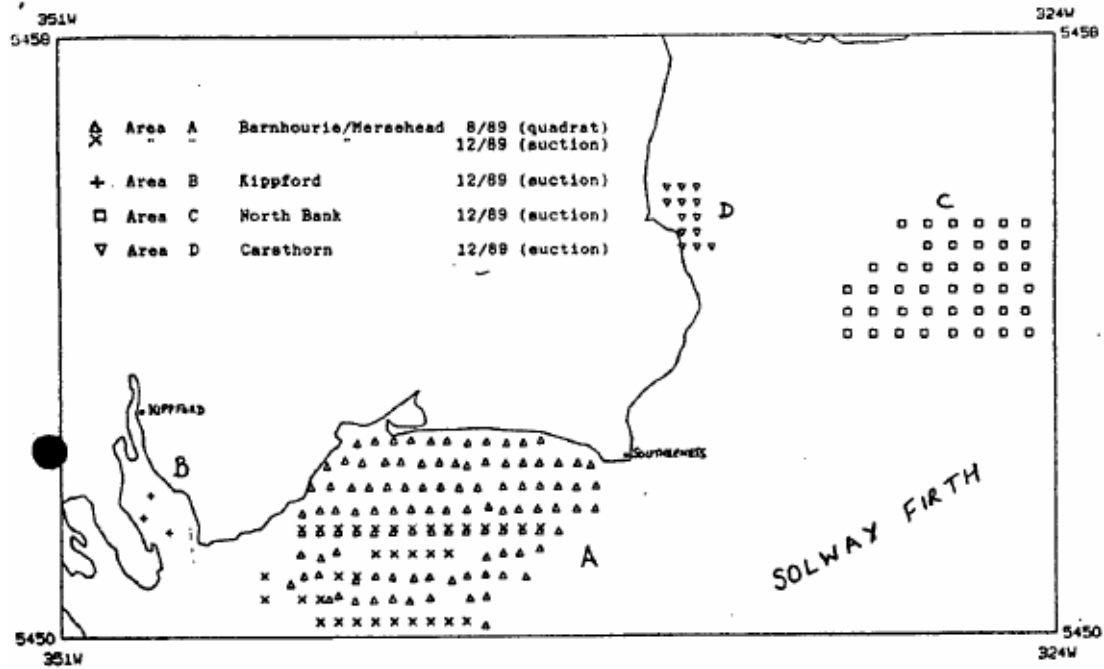 351W 324W
5458 5458
△ Area A Barnhourie/Mersehead 8/89 (quadrat)
× " " " 12/89 (suction)
+ Area B Kippford 12/89 (suction)
□ Area C North Bank 12/89 (suction)
▽ Area D Carsthorn 12/89 (suction)
D
C
KIPPFORD
B
SOUTHERNESS
A
SOLWAY FIRTH
5450 5450
351W 324W